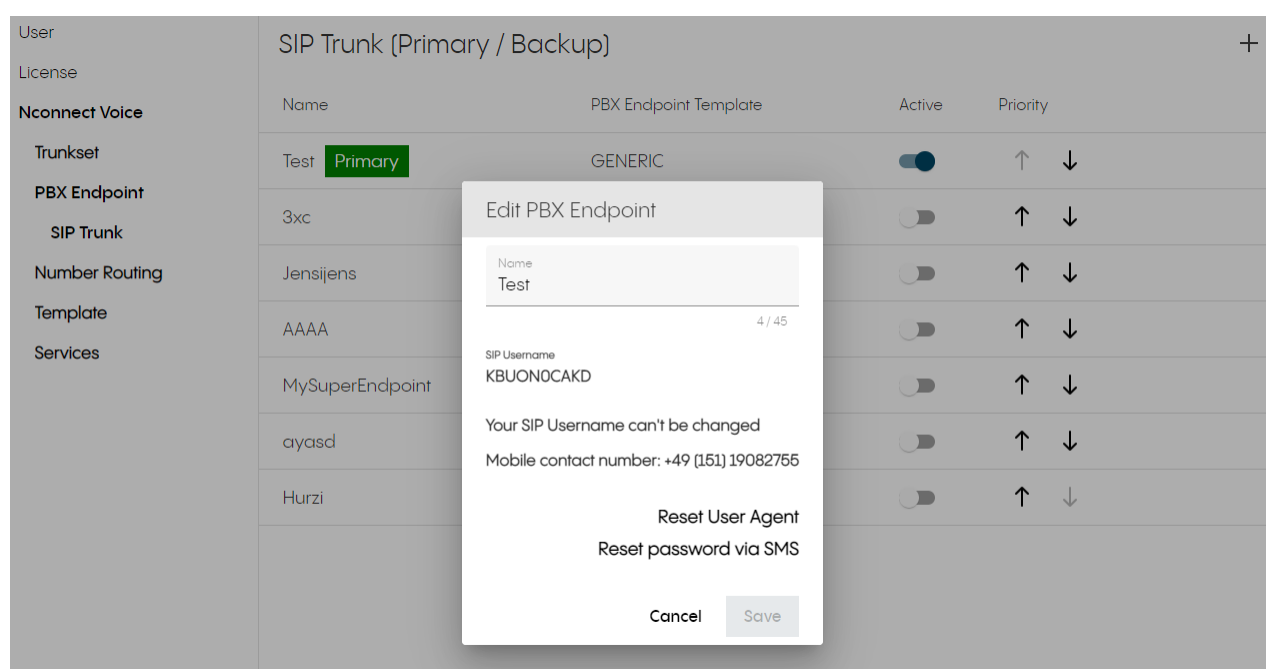 User
License
Nconnect Voice
Trunkset
PBX Endpoint
SIP Trunk
Number Routing
Template
Services
SIP Trunk (Primary / Backup)
Name PBX Endpoint Template Active Priority
Test Primary GENERIC
3xc
Jensijens
AAAA
MySuperEndpoint
ayasd
Hurzi
Edit PBX Endpoint
Name
Test
4 / 45
SIP Username
KBUON0CAKD
Your SIP Username can't be changed
Mobile contact number: +49 (151) 19082755
Reset User Agent
Reset password via SMS
Cancel Save